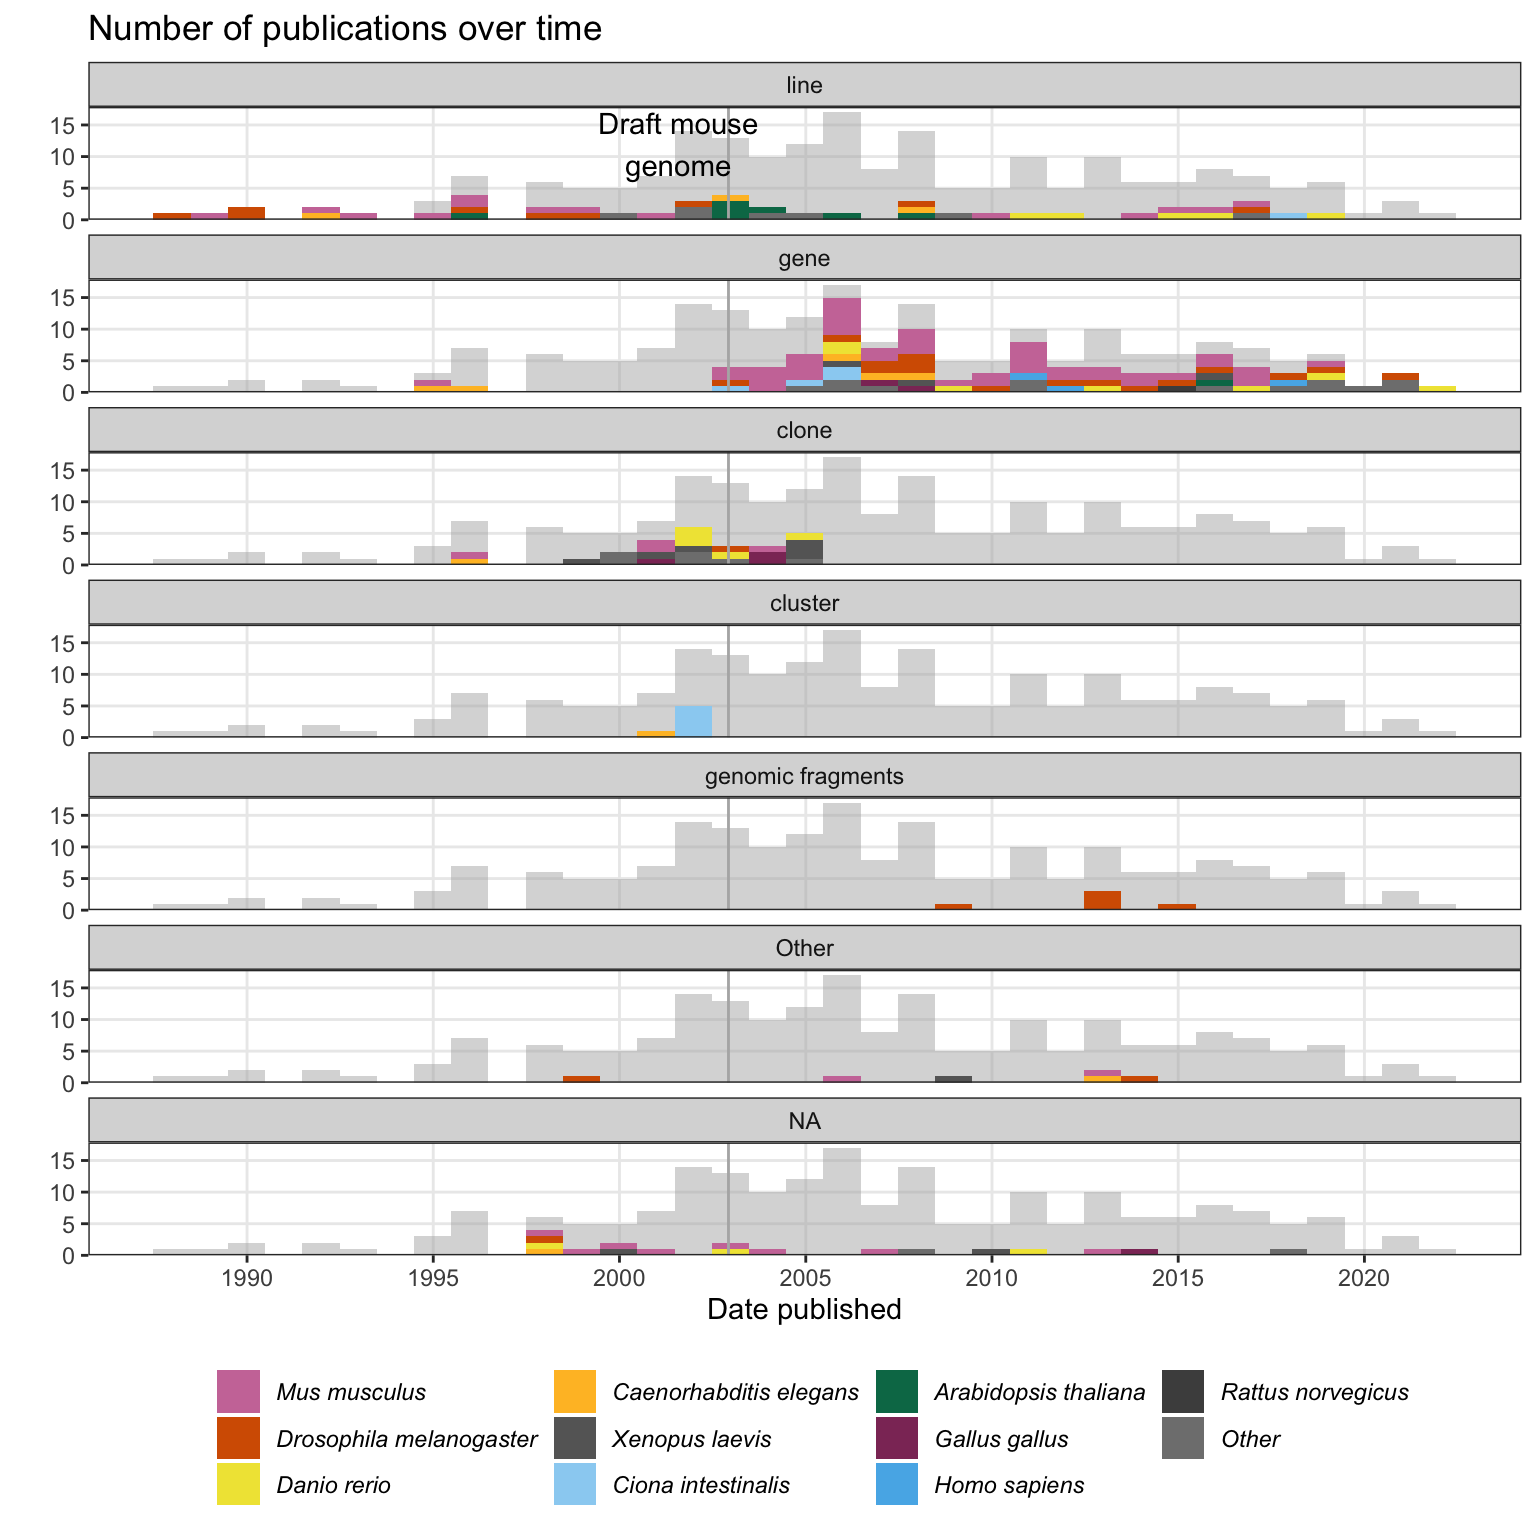 Number of publications over time
line
15
10
5
0
Draft mouse
genome
gene
15
10
5
0
clone
15
10
5
0
cluster
15
10
5
0
genomic fragments
15
10
5
0
Other
15
10
5
0
NA
15
10
5
0
1990 1995 2000 2005 2010 2015 2020
Date published
Mus musculus Caenorhabditis elegans Arabidopsis thaliana Rattus norvegicus
Drosophila melanogaster Xenopus laevis Gallus gallus Other
Danio rerio Ciona intestinalis Homo sapiens